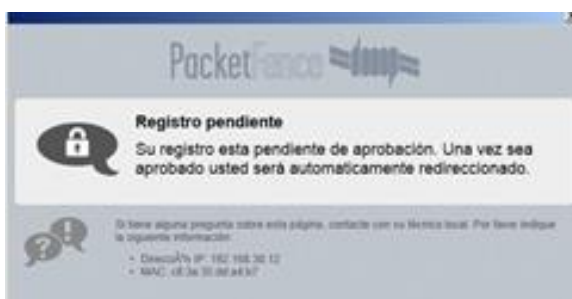 PacketFence
Registro pendiente
Su registro esta pendiente de aprobación. Una vez sea
aprobado usted será automaticamente redireccionado.
Si tiene alguna pregunta sobre esta página, contacte con su técnico local. Por favor indique
la siguiente información
IP: 192.168.30.12
MAC: